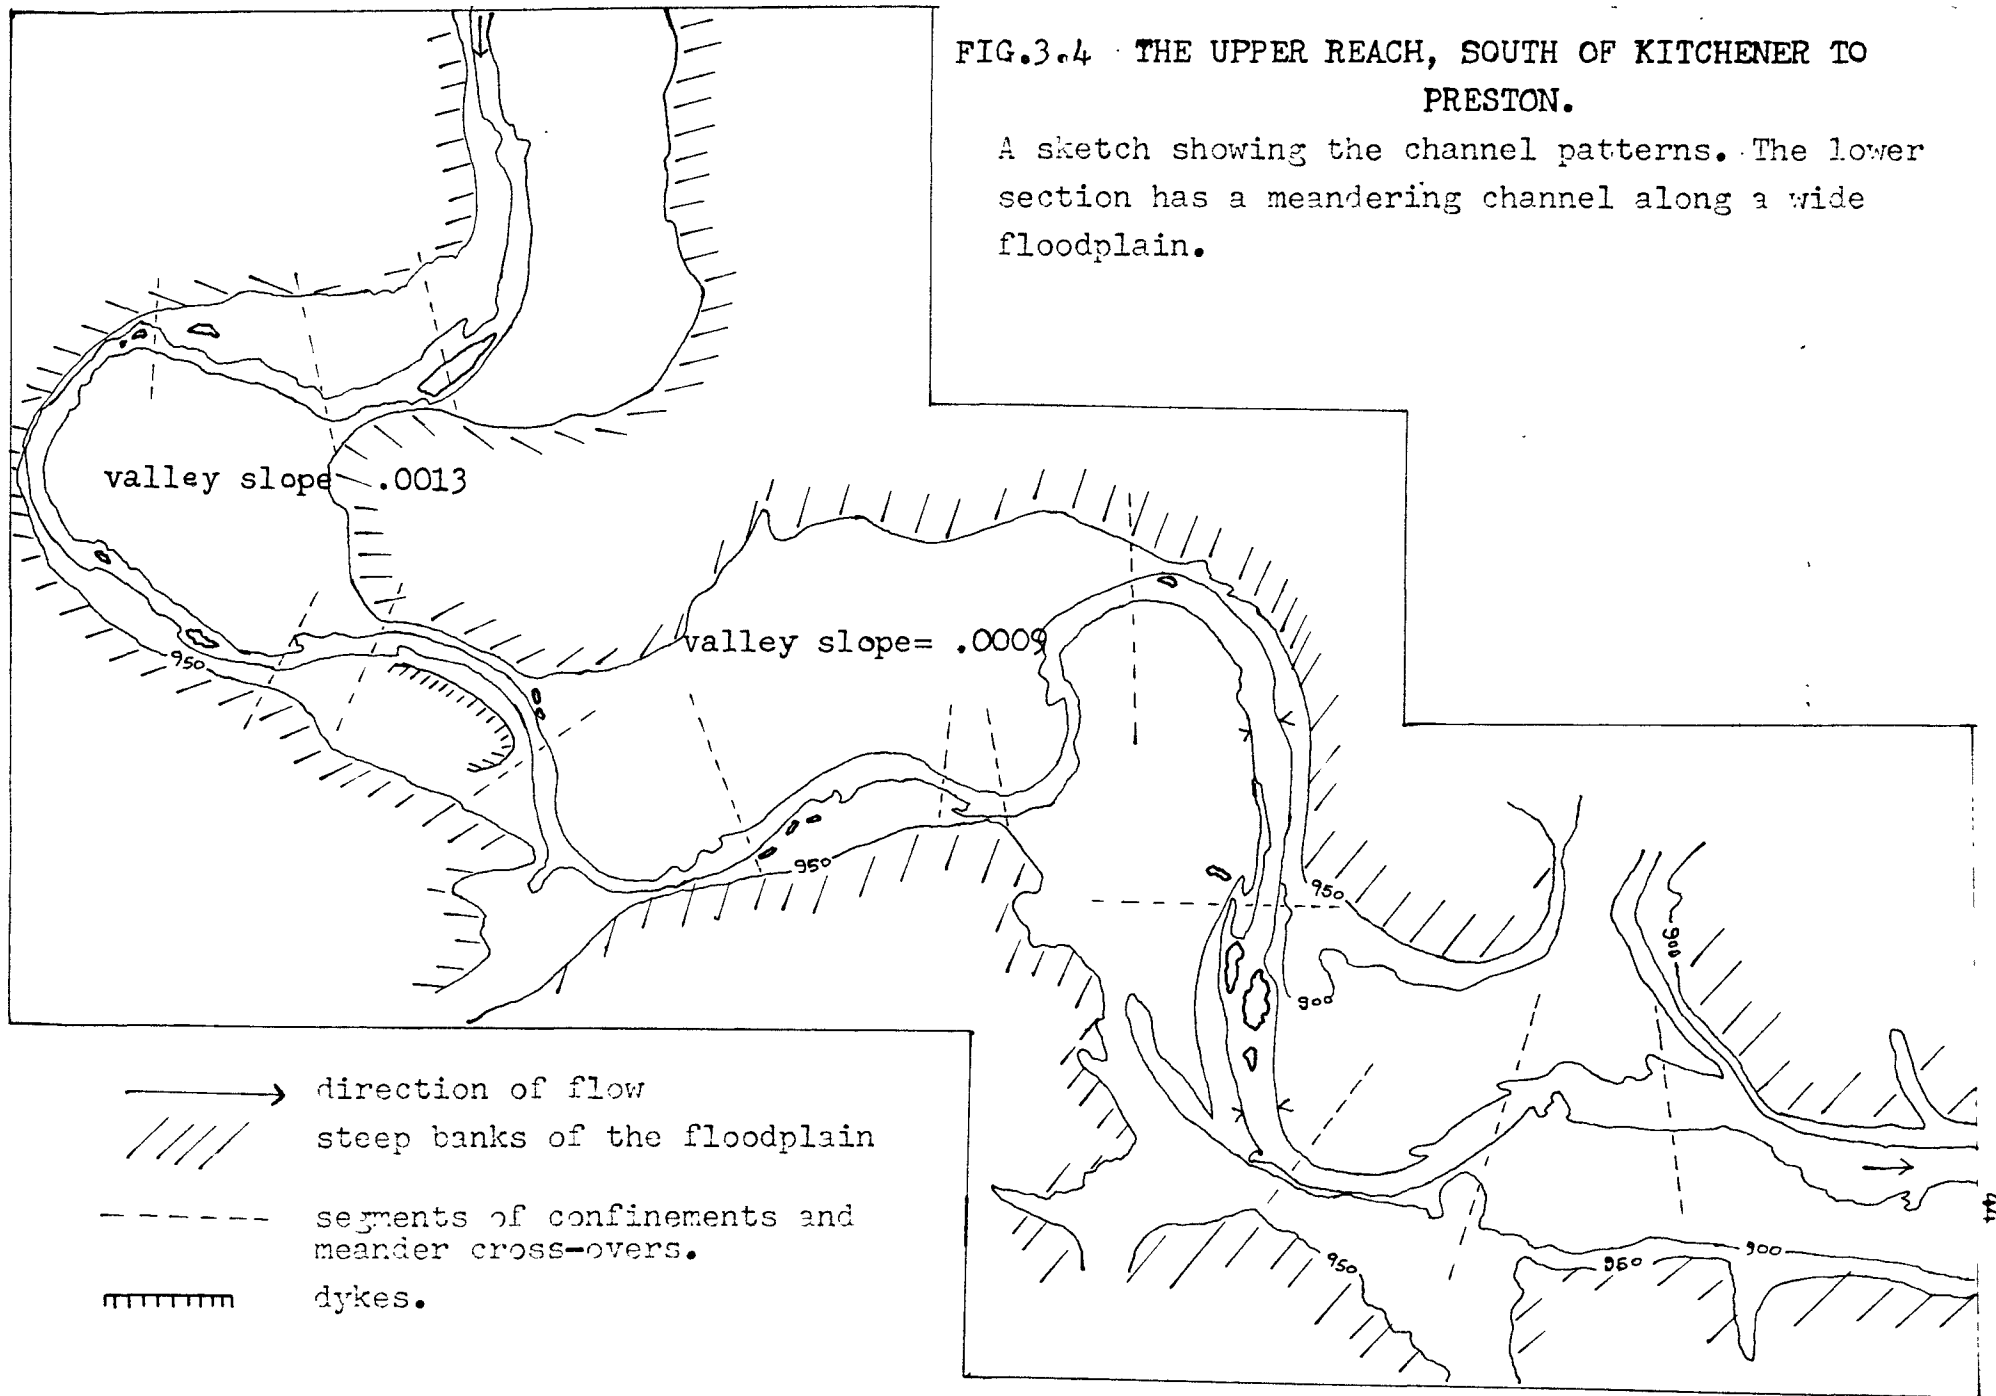 FIG.3.4 THE UPPER REACH, SOUTH OF KITCHENER TO
PRESTON.
A sketch showing the channel patterns. The lower
section has a meandering channel along a wide
floodplain.
valley slope .0013
valley slope= .0009
950
950
950
900
900
950
900
950
direction of flow
steep banks of the floodplain
segments of confinements and
meander cross-overs.
dykes.
44